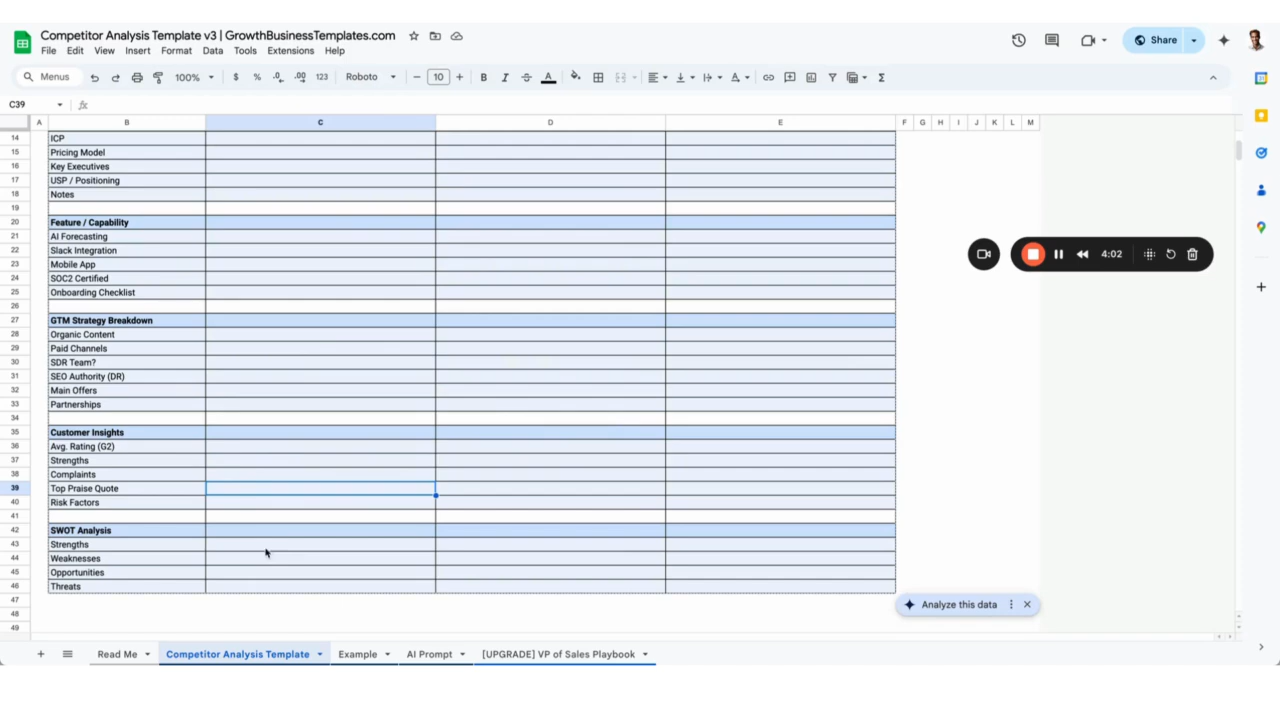 Competitor Analysis Template v3 | GrowthBusinessTemplates.com
File Edit View Insert Format Data Tools Extensions Help
Share
Menus 100% $ % .0 .00 123 Roboto 10 B I A Σ
C39 fx
A B C D E F G H I J K L M
14 ICP
15 Pricing Model
16 Key Executives
17 USP / Positioning
18 Notes
19
20 Feature / Capability
21 AI Forecasting
22 Slack Integration
23 Mobile App
24 SOC2 Certified
25 Onboarding Checklist
26
27 GTM Strategy Breakdown
28 Organic Content
29 Paid Channels
30 SDR Team?
31 SEO Authority (DR)
32 Main Offers
33 Partnerships
34
35 Customer Insights
36 Avg. Rating (G2)
37 Strengths
38 Complaints
39 Top Praise Quote
40 Risk Factors
41
42 SWOT Analysis
43 Strengths
44 Weaknesses
45 Opportunities
46 Threats
47
48
49
4:02
Analyze this data
Read Me Competitor Analysis Template Example AI Prompt [UPGRADE] VP of Sales Playbook